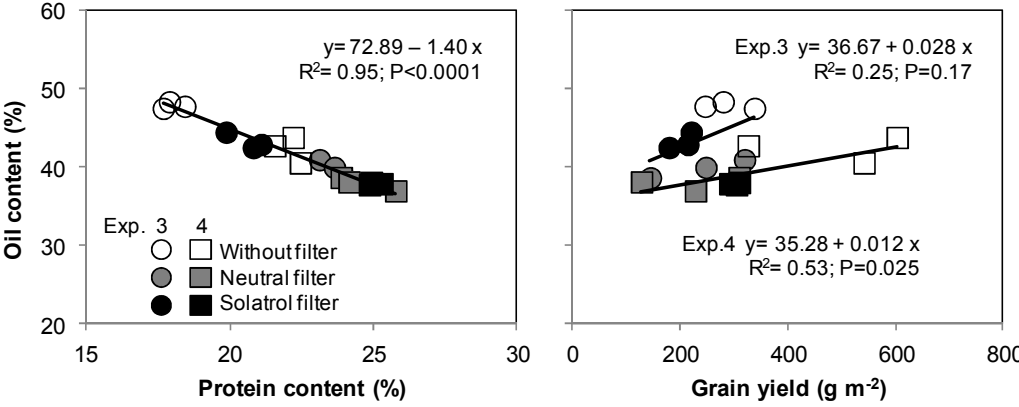 60
50
40
30
20
Oil content (%)
y= 72.89 – 1.40 x
R²= 0.95; P<0.0001
Exp. 3 4
Without filter
Neutral filter
Solatrol filter
15 20 25 30
Protein content (%)
Exp.3 y= 36.67 + 0.028 x
R²= 0.25; P=0.17
Exp.4 y= 35.28 + 0.012 x
R²= 0.53; P=0.025
0 200 400 600 800
Grain yield (g m⁻²)